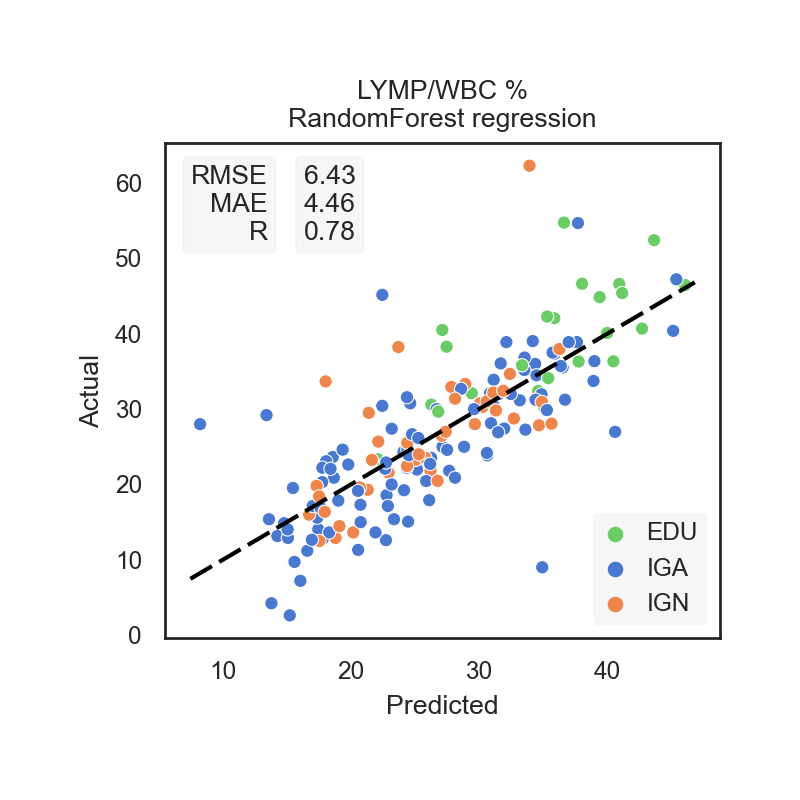 LYMP/WBC %
RandomForest regression
RMSE 6.43
MAE 4.46
R 0.78
60
50
40
30
20
10
0
Actual
EDU
IGA
IGN
10 20 30 40
Predicted